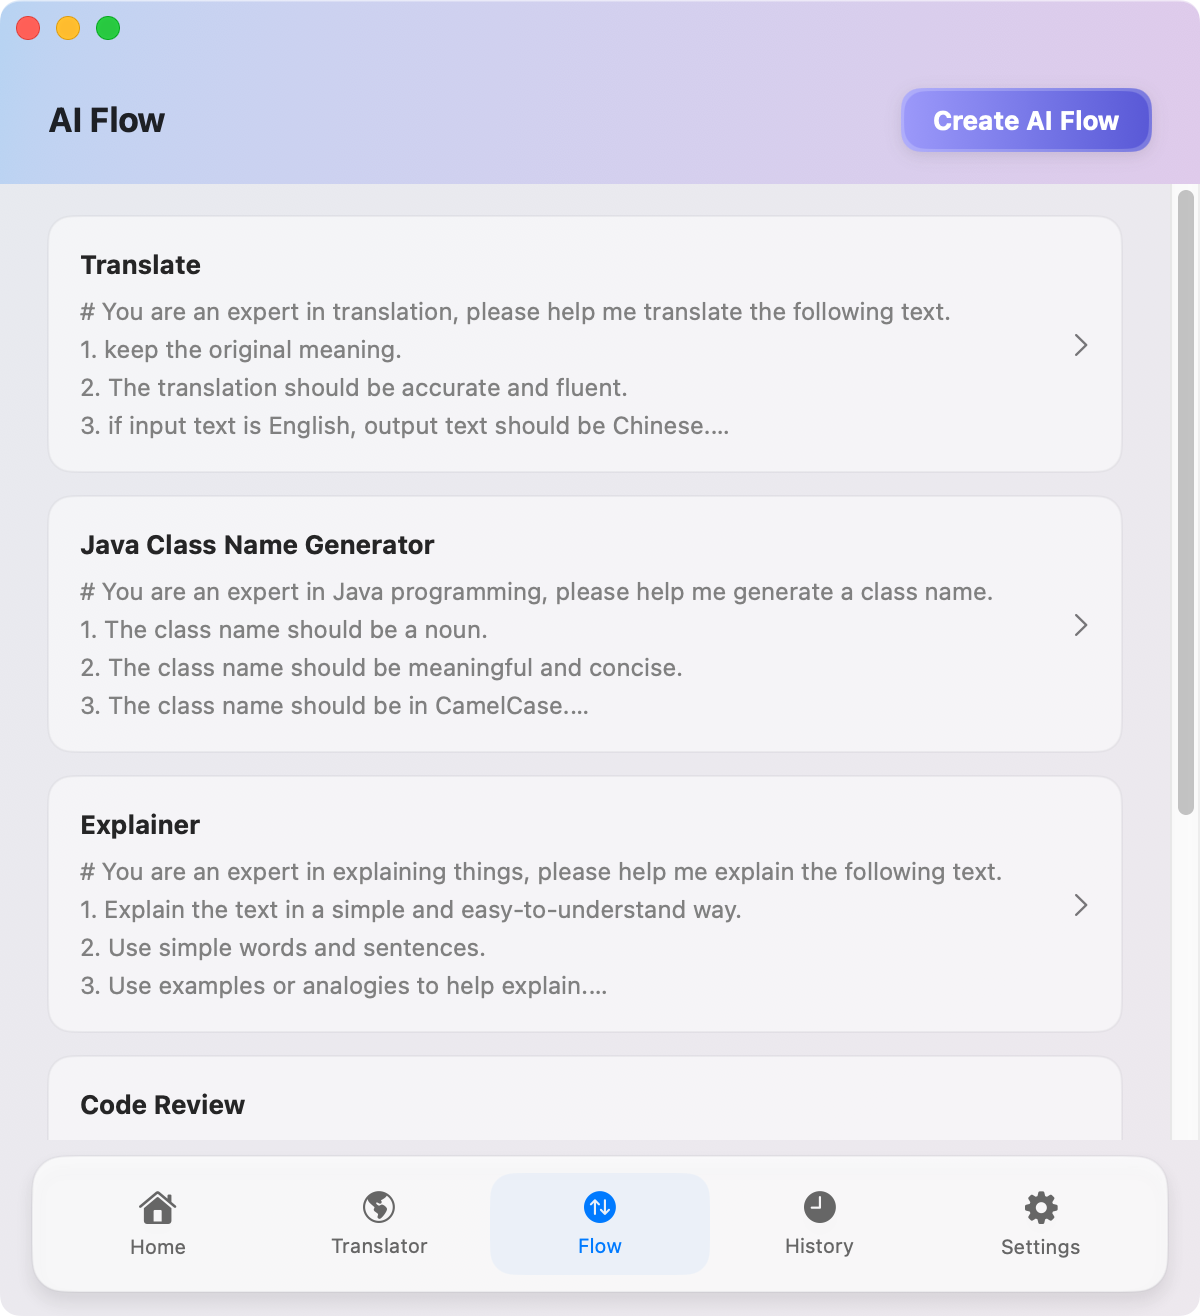 AI Flow
Create AI Flow
Translate
# You are an expert in translation, please help me translate the following text.
1. keep the original meaning.
2. The translation should be accurate and fluent.
3. if input text is English, output text should be Chinese....
Java Class Name Generator
# You are an expert in Java programming, please help me generate a class name.
1. The class name should be a noun.
2. The class name should be meaningful and concise.
3. The class name should be in CamelCase....
Explainer
# You are an expert in explaining things, please help me explain the following text.
1. Explain the text in a simple and easy-to-understand way.
2. Use simple words and sentences.
3. Use examples or analogies to help explain....
Code Review
Home
Translator
Flow
History
Settings